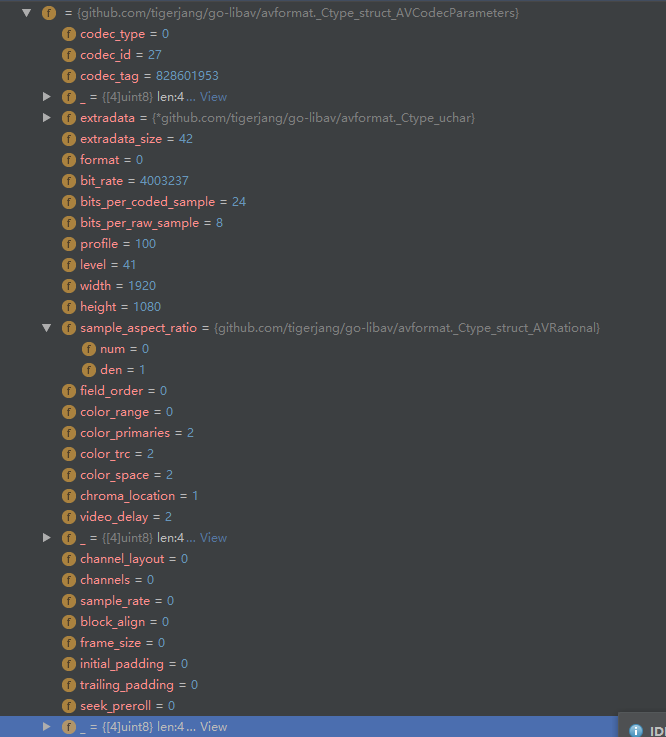 f = {github.com/tigerjang/go-libav/avformat._Ctype_struct_AVCodecParameters}
f codec_type = 0
f codec_id = 27
f codec_tag = 828601953
f _ = {[4]uint8} len:4 ... View
f extradata = {*github.com/tigerjang/go-libav/avformat._Ctype_uchar}
f extradata_size = 42
f format = 0
f bit_rate = 4003237
f bits_per_coded_sample = 24
f bits_per_raw_sample = 8
f profile = 100
f level = 41
f width = 1920
f height = 1080
f sample_aspect_ratio = {github.com/tigerjang/go-libav/avformat._Ctype_struct_AVRational}
f num = 0
f den = 1
f field_order = 0
f color_range = 0
f color_primaries = 2
f color_trc = 2
f color_space = 2
f chroma_location = 1
f video_delay = 2
f _ = {[4]uint8} len:4 ... View
f channel_layout = 0
f channels = 0
f sample_rate = 0
f block_align = 0
f frame_size = 0
f initial_padding = 0
f trailing_padding = 0
f seek_preroll = 0
f _ = {[4]uint8} len:4 ... View